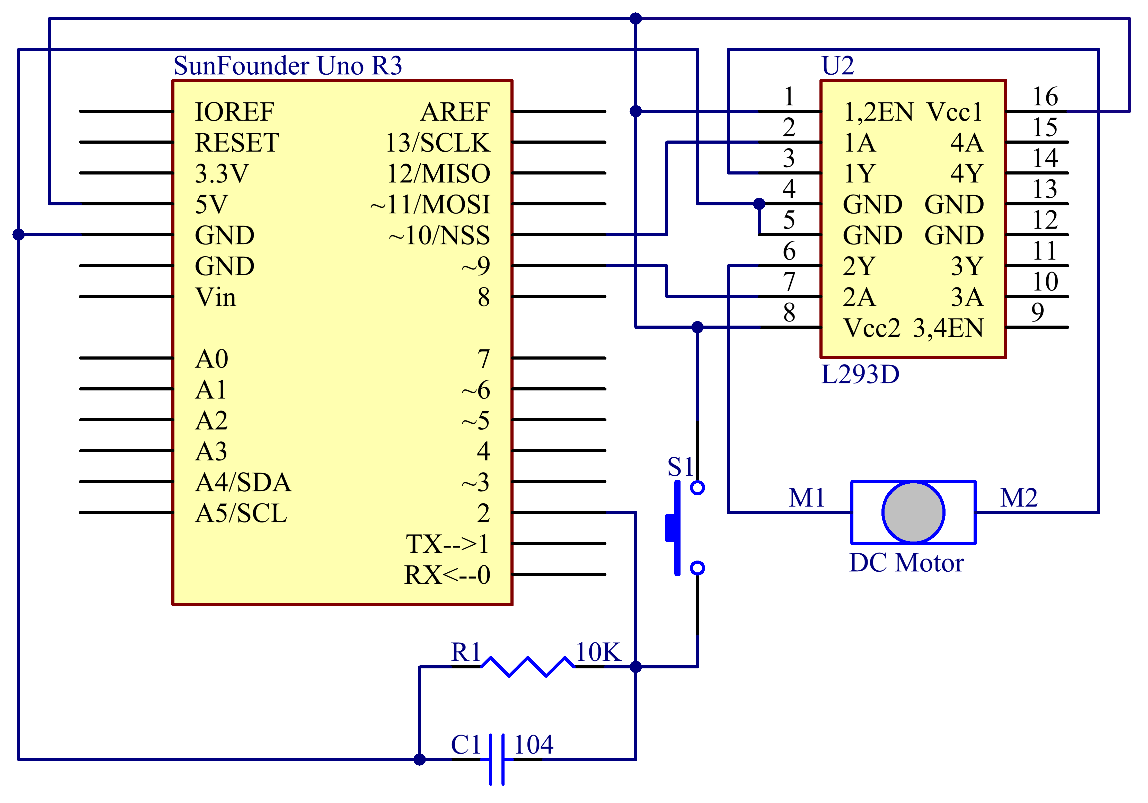 SunFounder Uno R3
IOREF
RESET
3.3V
5V
GND
GND
Vin
A0
A1
A2
A3
A4/SDA
A5/SCL
AREF
13/SCLK
12/MISO
~11/MOSI
~10/NSS
~9
8
7
~6
~5
4
~3
2
TX-->1
RX<--0
U2
1
2
3
4
5
6
7
8
1,2EN
1A
1Y
GND
GND
2Y
2A
Vcc2
Vcc1
4A
4Y
GND
GND
3Y
3A
3,4EN
16
15
14
13
12
11
10
9
L293D
S1
M1
M2
DC Motor
R1
10K
C1
104